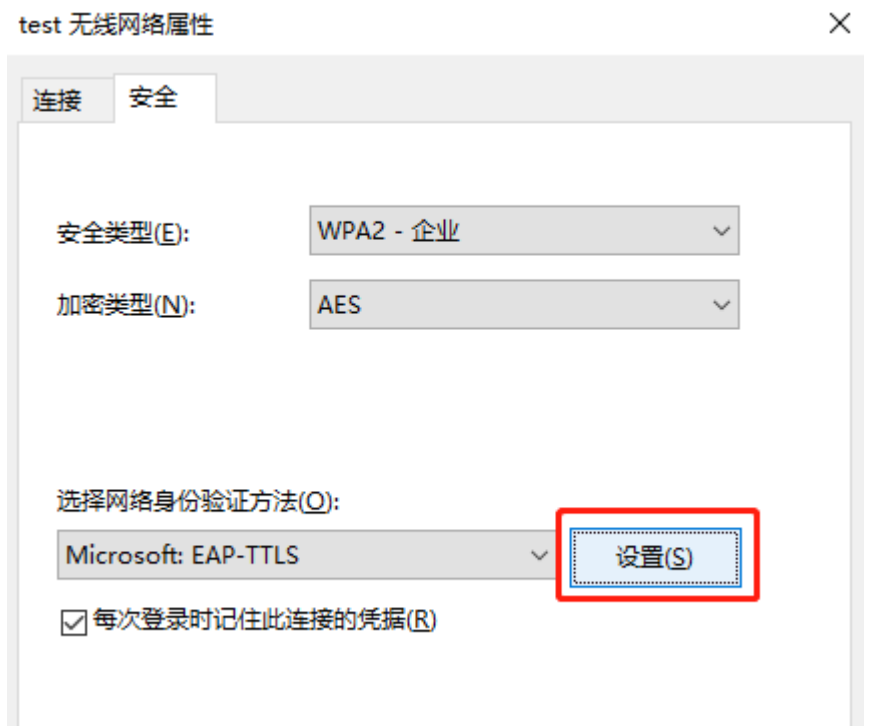 test 无线网络属性
连接 安全
安全类型(E): WPA2 - 企业
加密类型(N): AES
选择网络身份验证方法(O):
Microsoft: EAP-TTLS 设置(S)
每次登录时记住此连接的凭据(R)